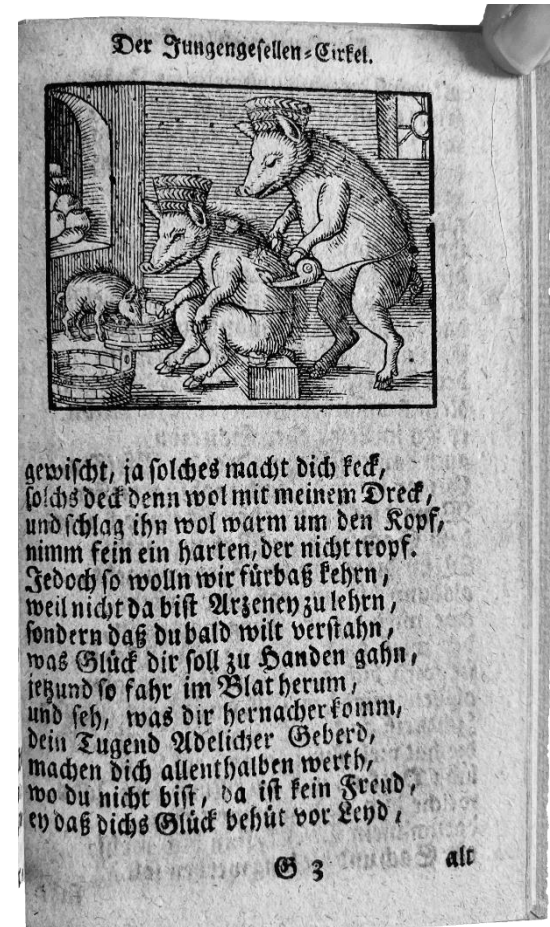 Der Jungengesellen-Cirkel.
gewischt, ja solches macht dich keck,
solchs deck denn wol mit meinem Dreck,
und schlag ihn wol warm um den Kopf,
nimm fein ein harten, der nicht tropf.
Jedoch so wolln wir fürbaß kehrn,
weil nicht da bist Arzeney zu lehrn,
sondern daß du bald wilt verstahn,
was Glück dir soll zu Handen gahn,
jetzund so fahr im Blat herum,
und seh, was dir hernacher komm,
dein Tugend Adelicher Geberd,
machen dich allenthalben werth,
wo du nicht bist, da ist kein Freud,
ey daß dichs Glück behüt vor Leyd,
G 3 alt